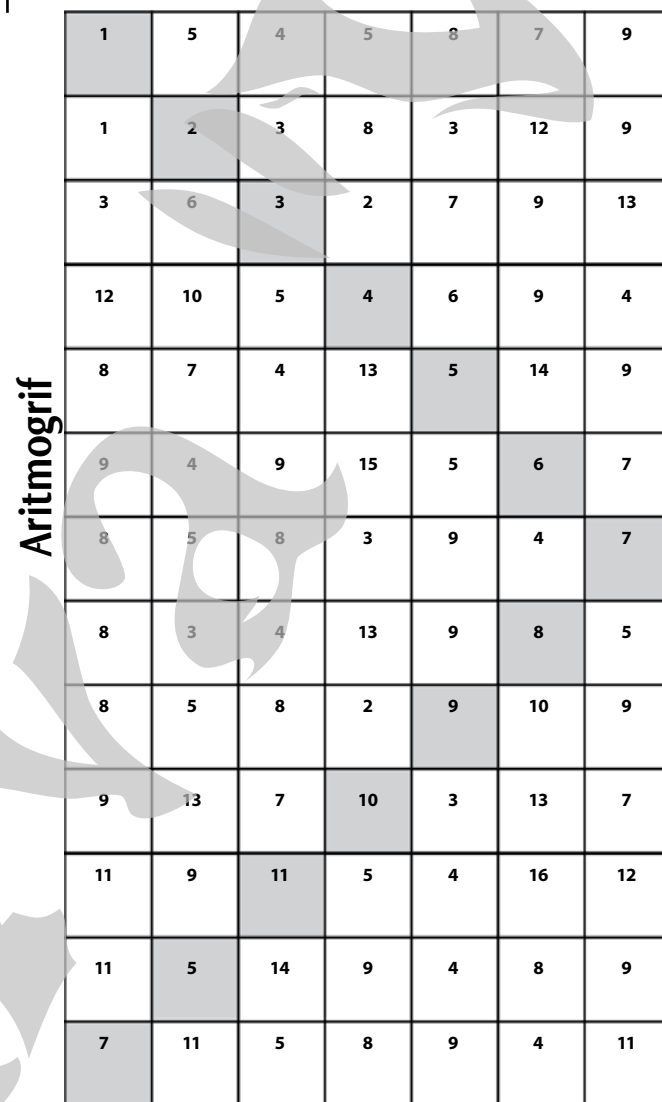 Aritmogrif
1 5 4 5 8 7 9
1 2 3 8 3 12 9
3 6 3 2 7 9 13
12 10 5 4 6 9 4
8 7 4 13 5 14 9
9 4 9 15 5 6 7
8 5 8 3 9 4 7
8 3 4 13 9 8 5
8 5 8 2 9 10 9
9 13 7 10 3 13 7
11 9 11 5 4 16 12
11 5 14 9 4 8 9
7 11 5 8 9 4 11